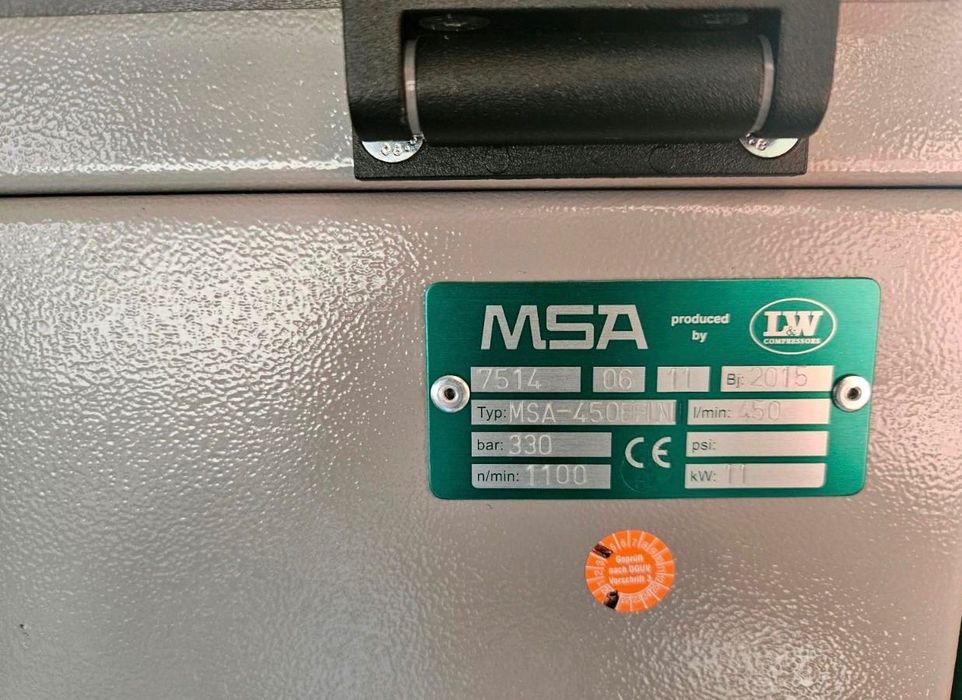 MSA produced by L&W COMPRESSORS
7514 06 11 Bj: 2015
Typ: MSA-450 l/min: 450
bar: 330 CE psi:
n/min: 1100 kW: 11
Geprüft
nach DGUV
Vorschrift 3